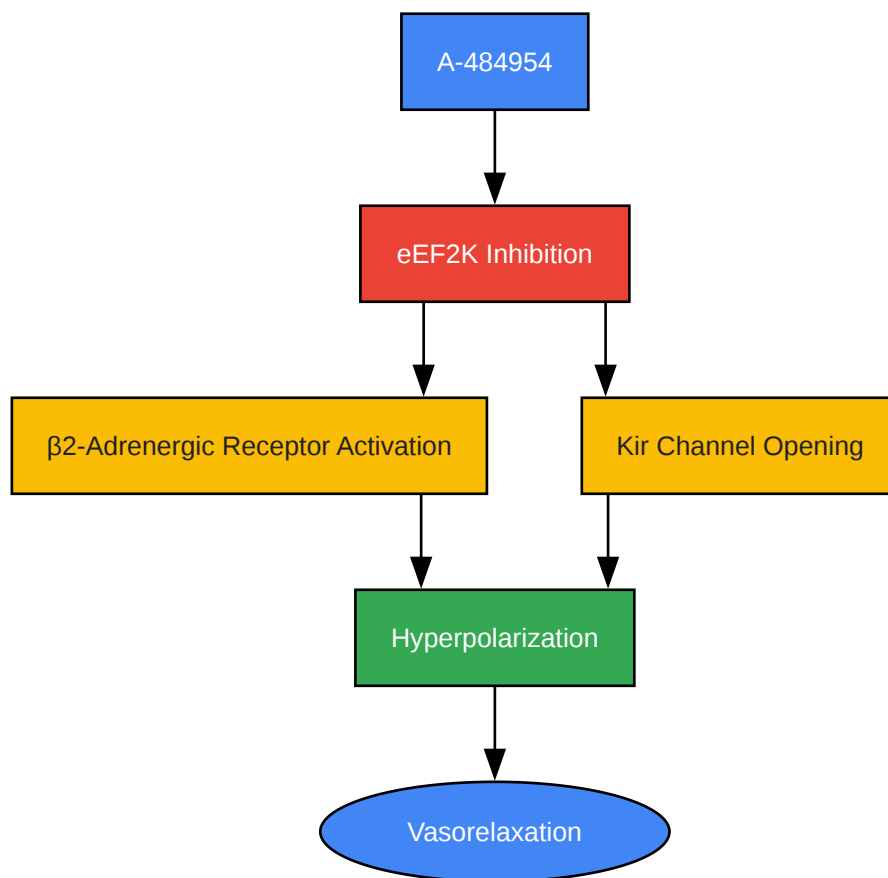 A-484954
eEF2K Inhibition
β2-Adrenergic Receptor Activation
Kir Channel Opening
Hyperpolarization
Vasorelaxation